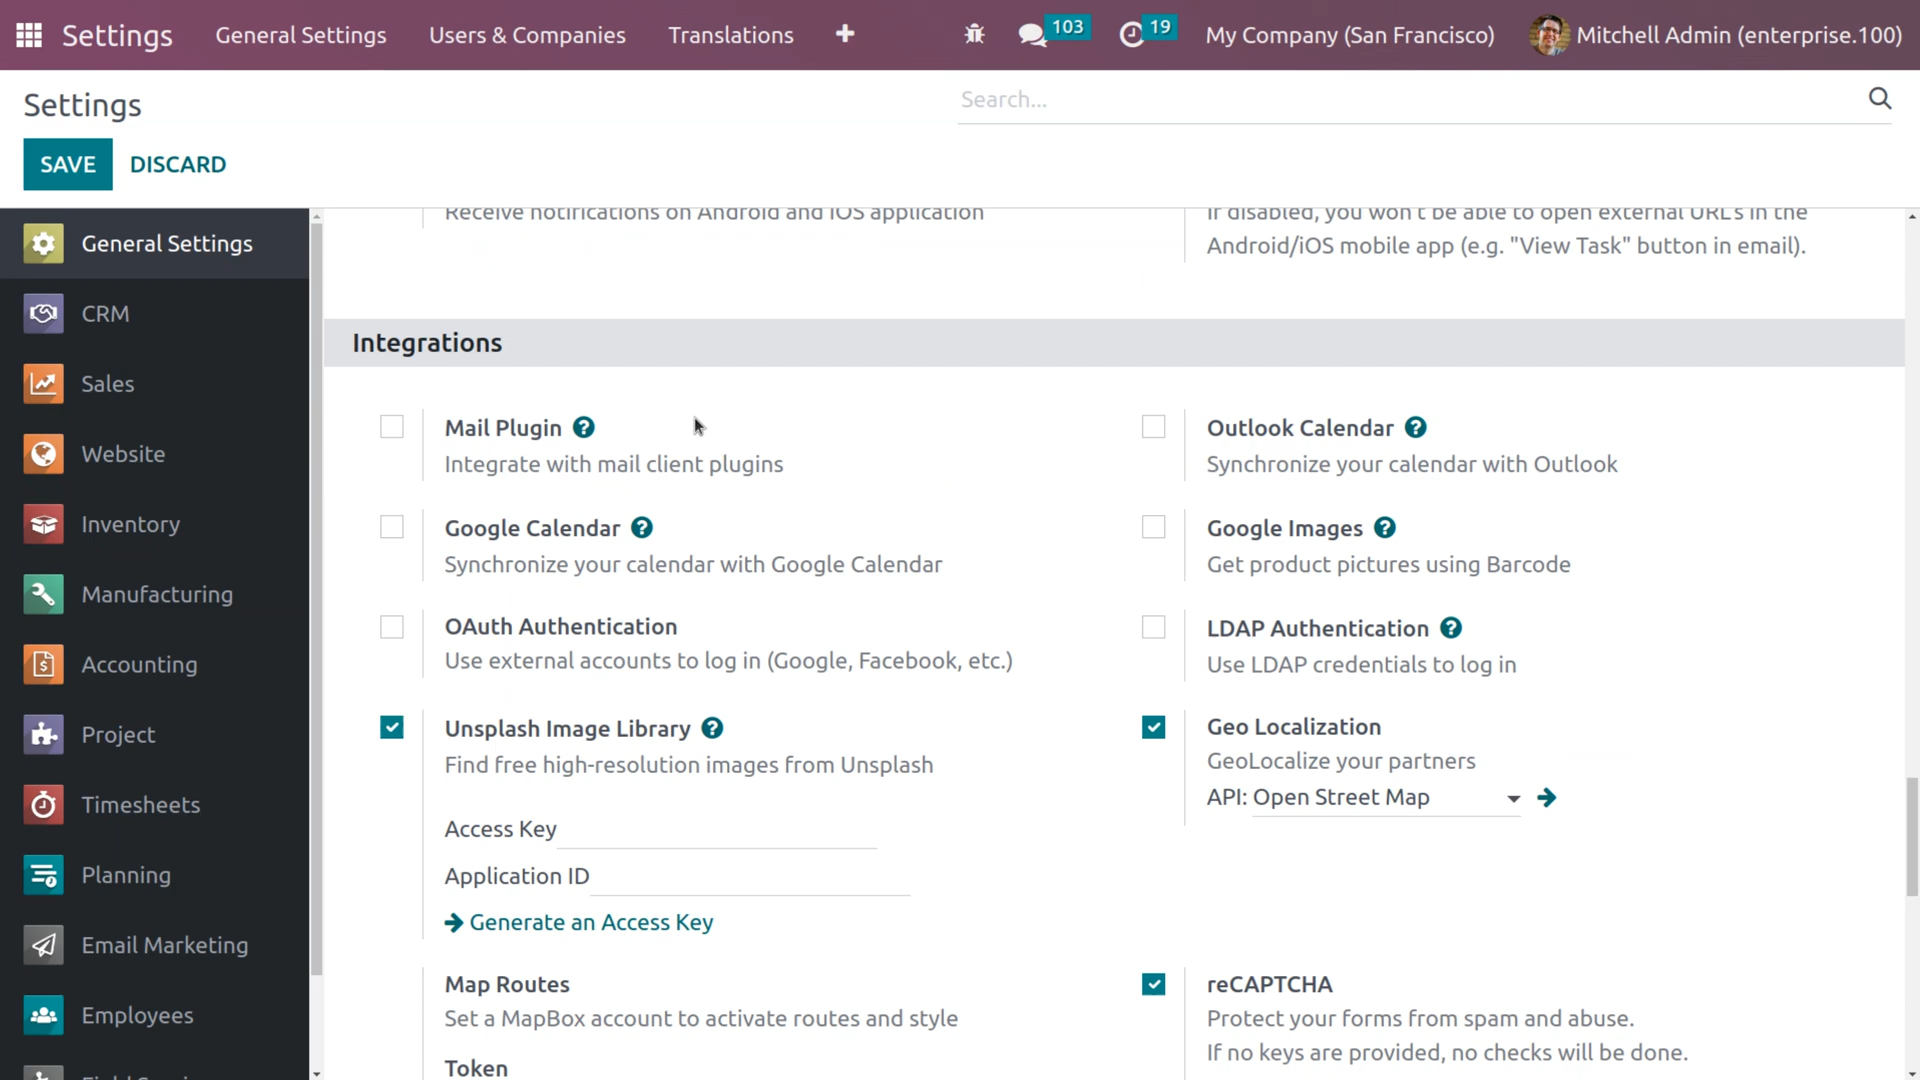 Settings
General Settings
Users & Companies
Translations
103
19
My Company (San Francisco)
Mitchell Admin (enterprise.100)
Settings
Search...
SAVE
DISCARD
General Settings
CRM
Sales
Website
Inventory
Manufacturing
Accounting
Project
Timesheets
Planning
Email Marketing
Employees
Receive notifications on Android and iOS application
If disabled, you won't be able to open external URL's in the
Android/iOS mobile app (e.g. "View Task" button in email).
Integrations
Mail Plugin
Integrate with mail client plugins
Outlook Calendar
Synchronize your calendar with Outlook
Google Calendar
Synchronize your calendar with Google Calendar
Google Images
Get product pictures using Barcode
OAuth Authentication
Use external accounts to log in (Google, Facebook, etc.)
LDAP Authentication
Use LDAP credentials to log in
Unsplash Image Library
Find free high-resolution images from Unsplash
Access Key
Application ID
Generate an Access Key
Geo Localization
GeoLocalize your partners
API: Open Street Map
Map Routes
Set a MapBox account to activate routes and style
Token
reCAPTCHA
Protect your forms from spam and abuse.
If no keys are provided, no checks will be done.